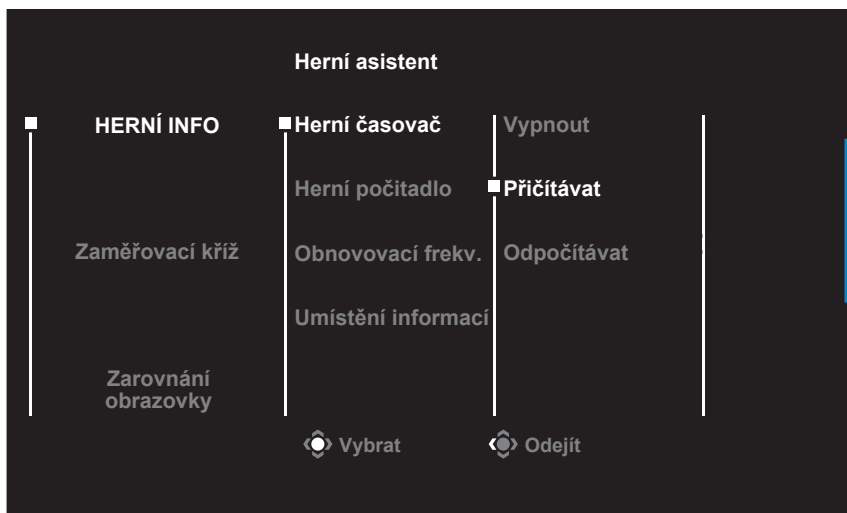 Herní asistent
HERNÍ INFO
Herní časovač
Vypnout
Herní počitadlo
Přičítávat
Zaměřovací kříž
Obnovovací frekv.
Odpočítávat
Umístění informací
Zarovnání
obrazovky
Vybrat
Odejít